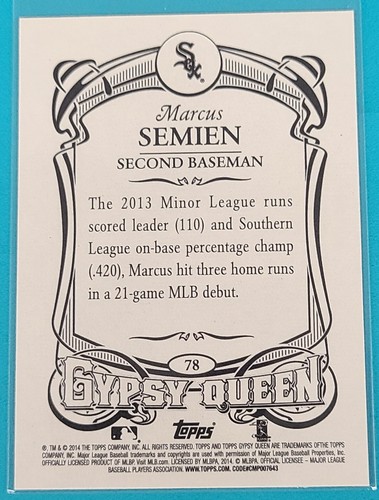 Sox
Marcus
SEMIEN
SECOND BASEMAN
The 2013 Minor League runs
scored leader (110) and Southern
League on-base percentage champ
(.420), Marcus hit three home runs
in a 21-game MLB debut.
78
GYPSY-QUEEN
topps
®, TM & © 2014 THE TOPPS COMPANY, INC. ALL RIGHTS RESERVED. TOPPS AND TOPPS GYPSY QUEEN ARE TRADEMARKS OFTHE TOPPS
COMPANY, INC. Major League Baseball trademarks and copyrights are used with permission of Major League Baseball Properties, Inc.
OFFICIALLY LICENSED PRODUCT OF MLBP. Visit MLB.com. LICENSED BY MLBPA, 2014. © MLBPA, OFFICIAL LICENSEE – MAJOR LEAGUE
BASEBALL PLAYERS ASSOCIATION. WWW.TOPPS.COM. CODE#CMP007643